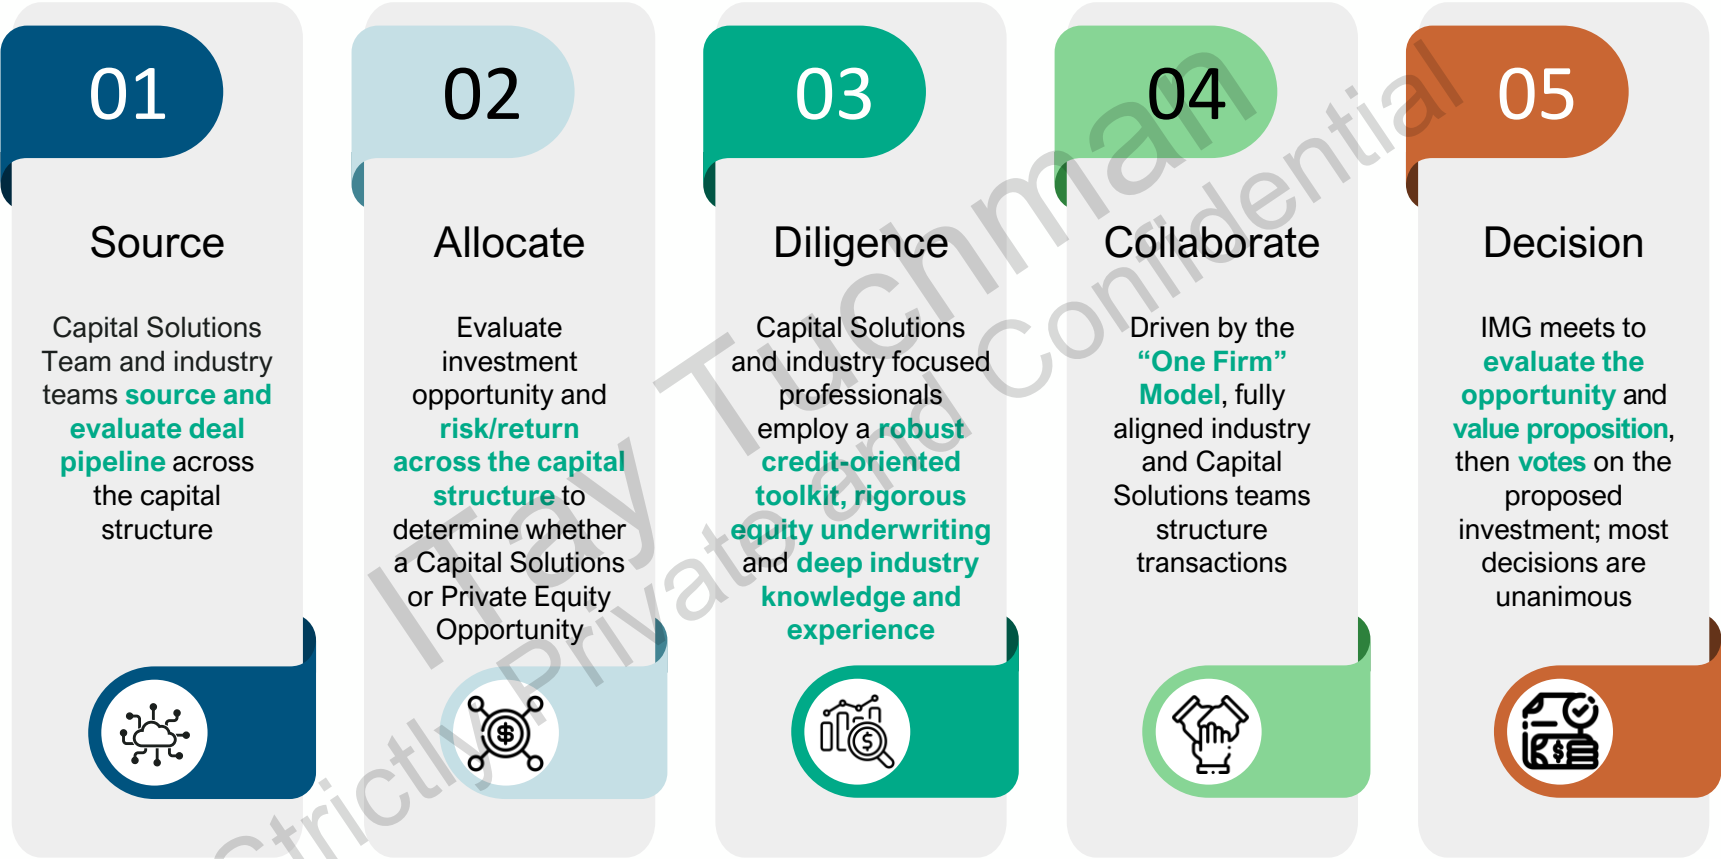 01
Source
Capital Solutions
Team and industry
teams source and
evaluate deal
pipeline across
the capital
structure
02
Allocate
Evaluate
investment
opportunity and
risk/return
across the capital
structure to
determine whether
a Capital Solutions
or Private Equity
Opportunity
03
Diligence
Capital Solutions
and industry focused
professionals
employ a robust
credit-oriented
toolkit, rigorous
equity underwriting
and deep industry
knowledge and
experience
04
Collaborate
Driven by the
“One Firm”
Model, fully
aligned industry
and Capital
Solutions teams
structure
transactions
05
Decision
IMG meets to
evaluate the
opportunity and
value proposition,
then votes on the
proposed
investment; most
decisions are
unanimous
ITay Tuchman
Strictly Private and Confidential